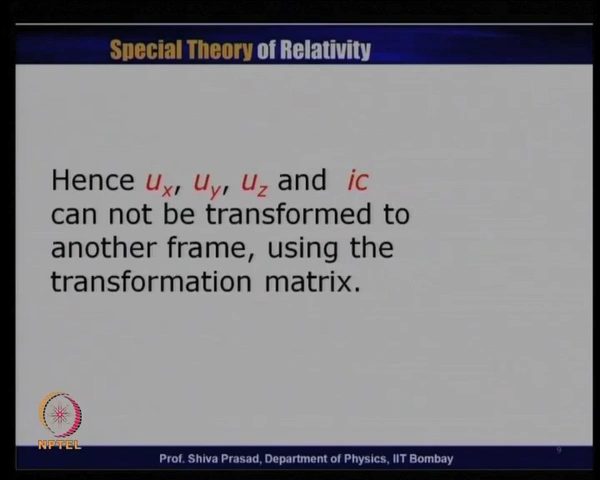 Special Theory of Relativity
Hence ux, uy, uz and ic
can not be transformed to
another frame, using the
transformation matrix.
NPTEL
Prof. Shiva Prasad, Department of Physics, IIT Bombay
9